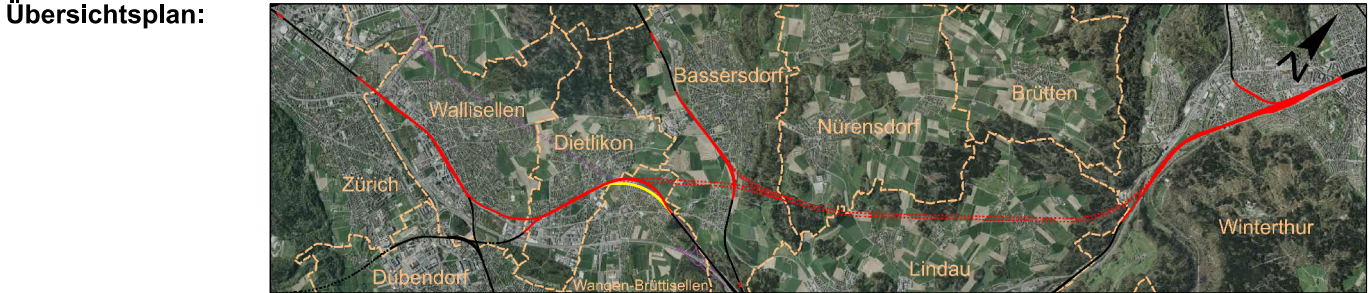 Übersichtsplan:
N
Bassersdorf
Brütten
Wallisellen
Nürensdorf
Dietlikon
Zürich
Winterthur
Lindau
Dübendorf
Wangen-Brüttisellen